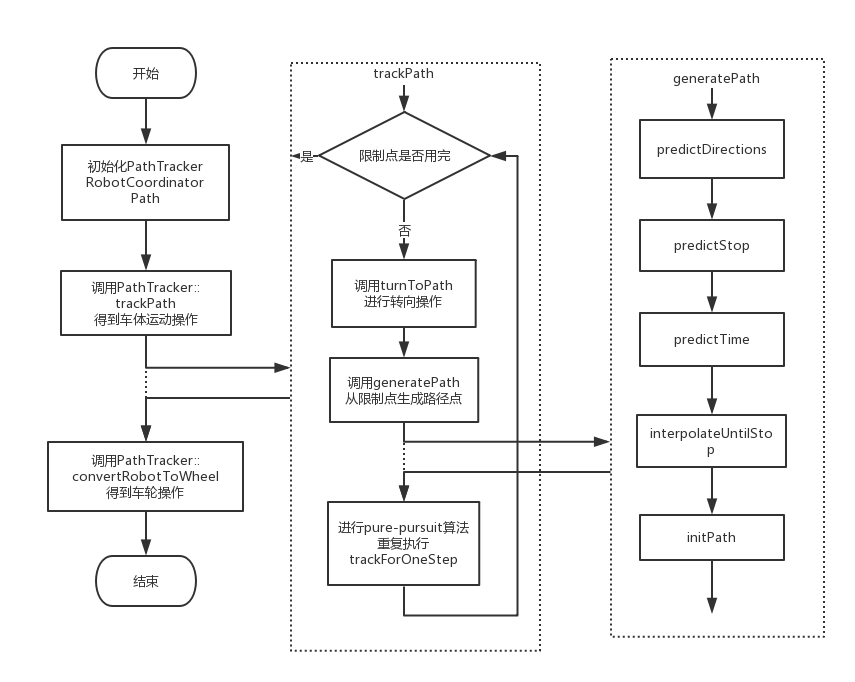 开始
初始化PathTracker
RobotCoordinator
Path
调用PathTracker::
trackPath
得到车体运动操作
调用PathTracker::
convertRobotToWheel
得到车轮操作
结束
trackPath
限制点是否用完
是
否
调用turnToPath
进行转向操作
调用generatePath
从限制点生成路径点
进行pure-pursuit算法
重复执行
trackForOneStep
generatePath
predictDirections
predictStop
predictTime
interpolateUntilSto
p
initPath